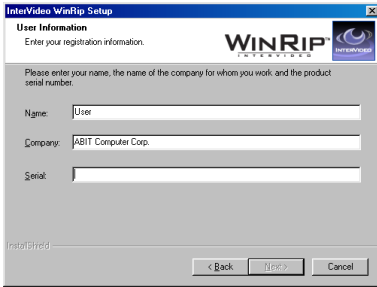 InterVideo WinRip Setup
User Information
Enter your registration information.
WINRIP™
INTERVIDEO
INTERVIDEO
Please enter your name, the name of the company for whom you work and the product
serial number.
Name: User
Company: ABIT Computer Corp.
Serial:
InstallShield
< Back Next > Cancel